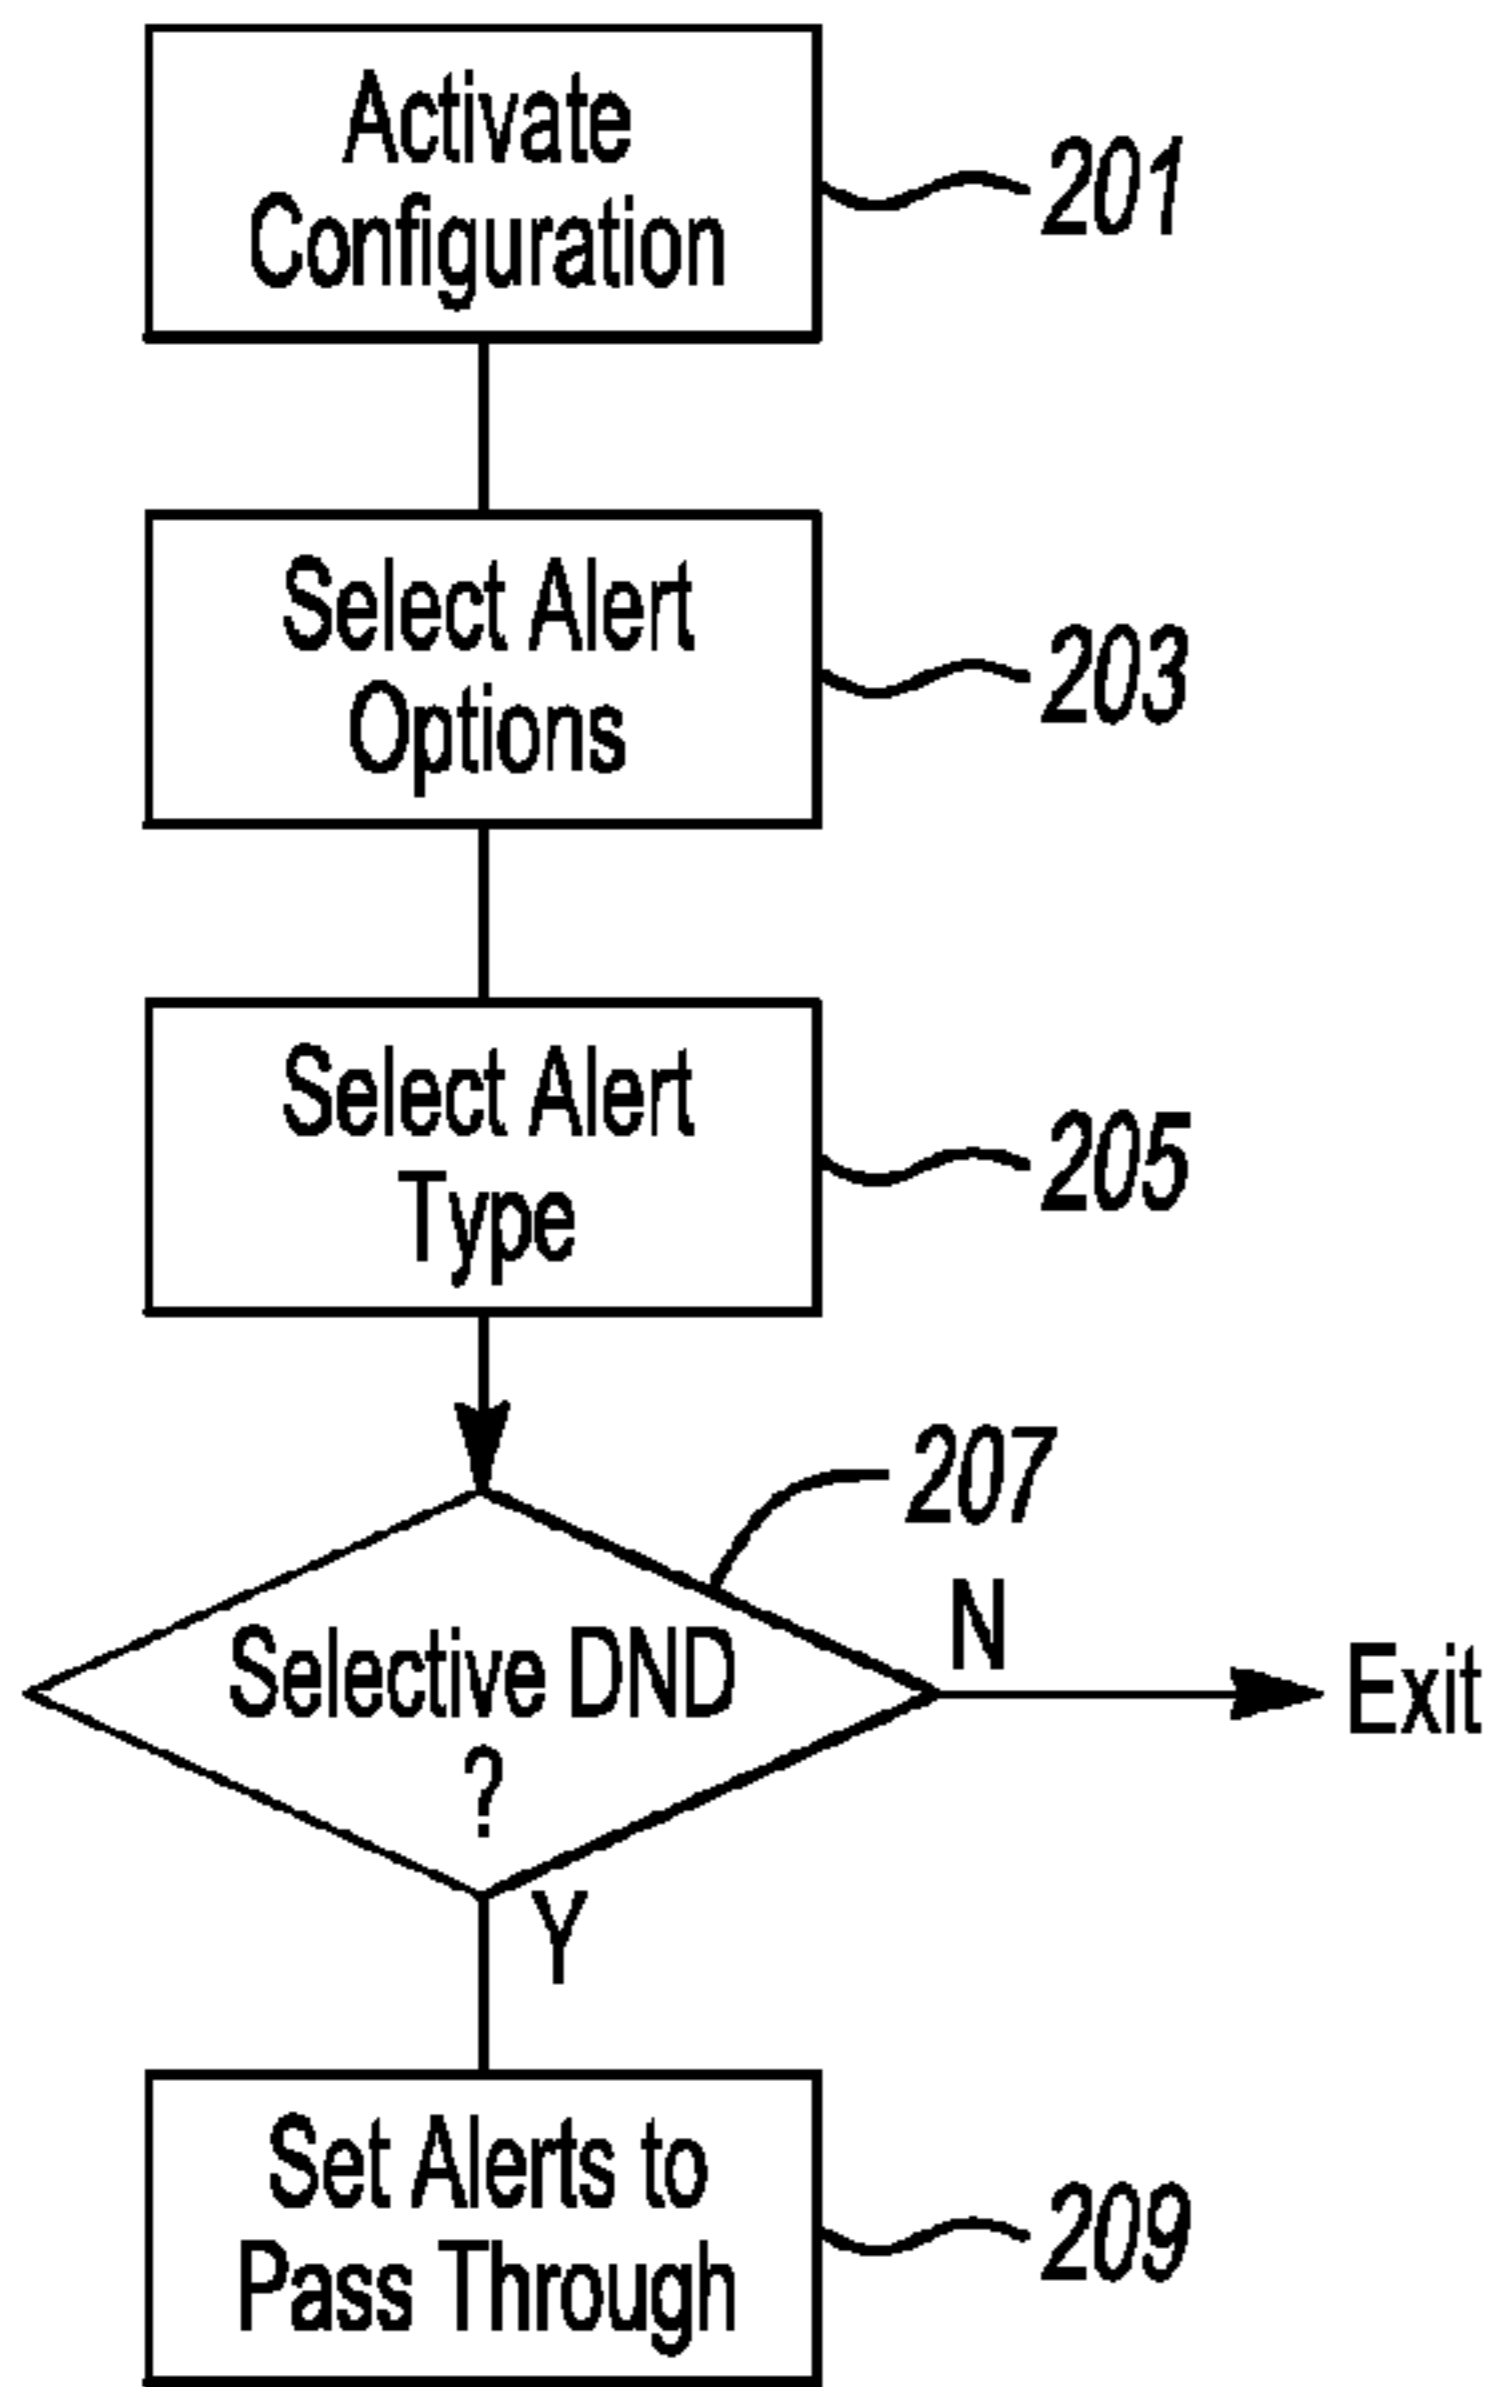 Activate
Configuration
201
Select Alert
Options
203
Select Alert
Type
205
207
Selective DND
?
N
Exit
Y
Set Alerts to
Pass Through
209